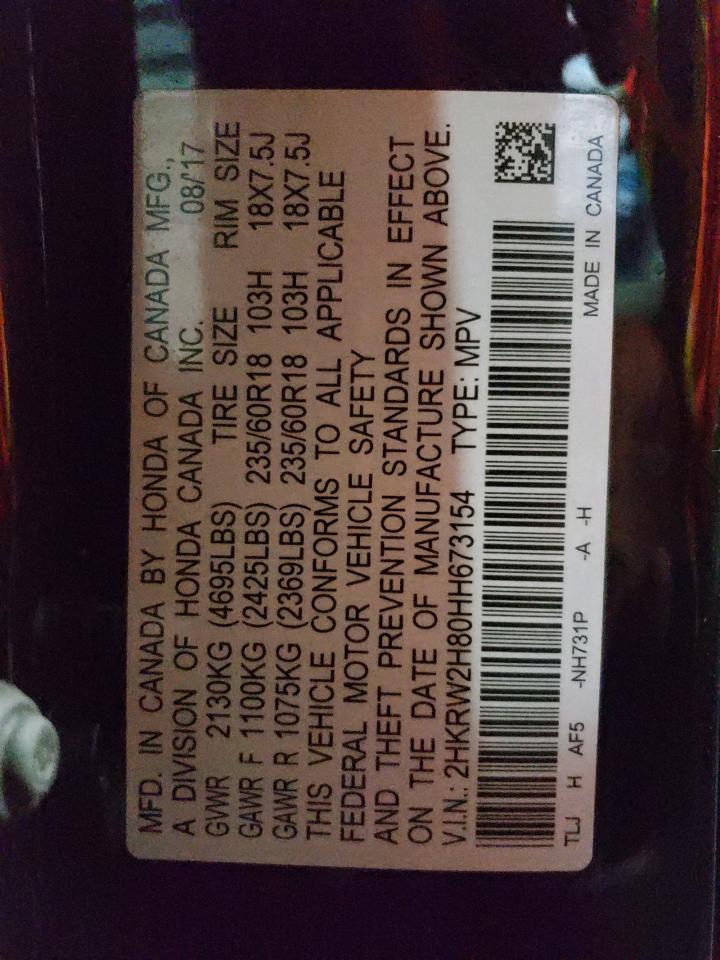 MFD. IN CANADA BY HONDA OF CANADA MFG.,
A DIVISION OF HONDA CANADA INC. 08/'17
GVWR 2130KG (4695LBS) TIRE SIZE RIM SIZE
GAWR F 1100KG (2425LBS) 235/60R18 103H 18X7.5J
GAWR R 1075KG (2369LBS) 235/60R18 103H 18X7.5J
THIS VEHICLE CONFORMS TO ALL APPLICABLE
FEDERAL MOTOR VEHICLE SAFETY
AND THEFT PREVENTION STANDARDS IN EFFECT
ON THE DATE OF MANUFACTURE SHOWN ABOVE.
V.I.N.: 2HKRW2H80HH673154 TYPE: MPV
TLJ H AF5 -NH731P -A -H
MADE IN CANADA